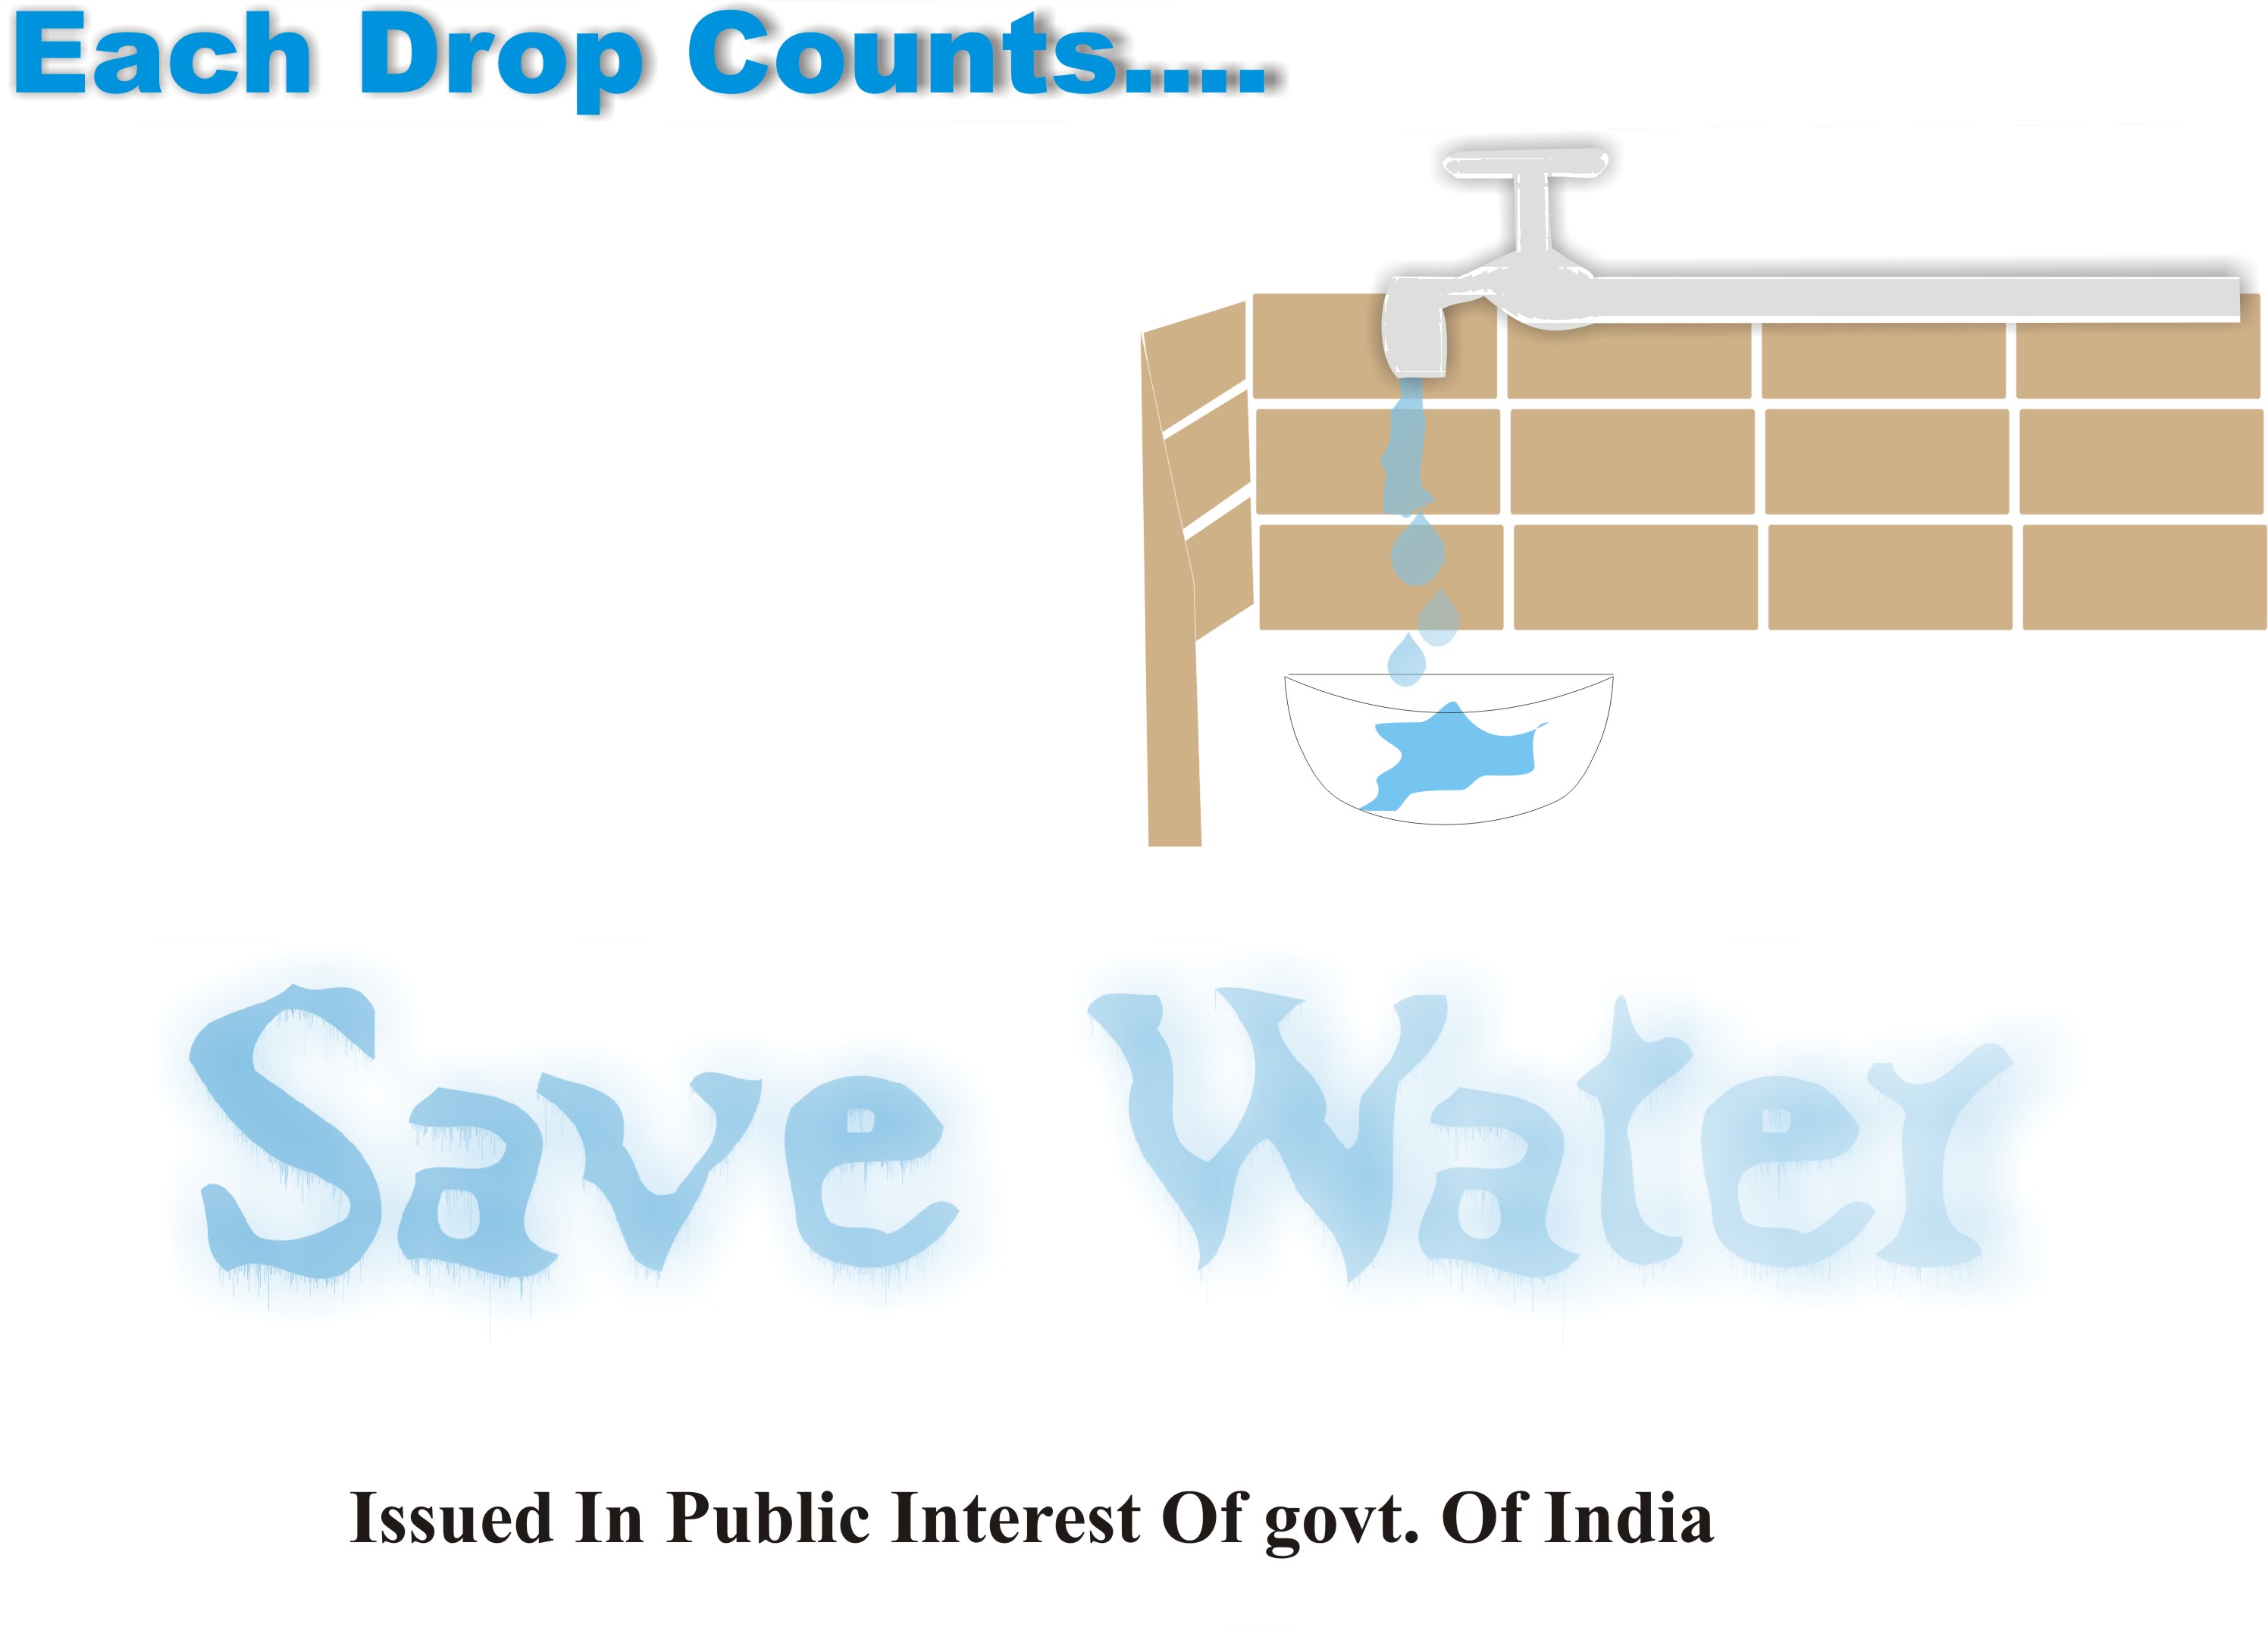 Each Drop Counts....
Save Water
Issued In Public Interest Of govt. Of India